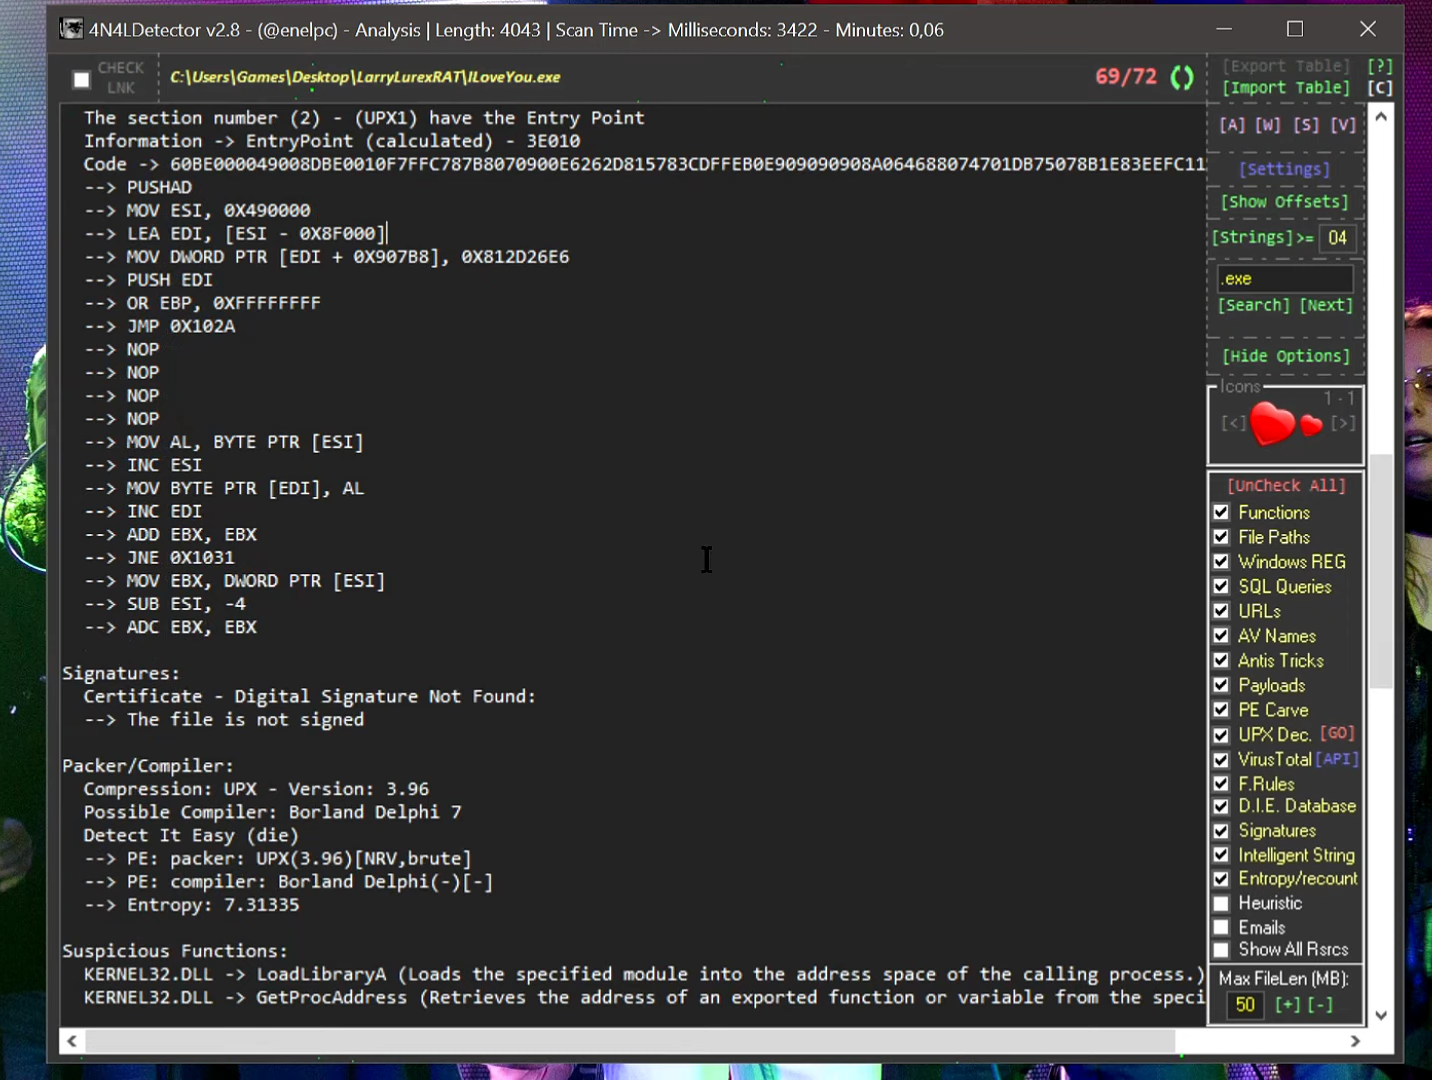 4N4LDetector v2.8 - (@enelpc) - Analysis | Length: 4043 | Scan Time -> Milliseconds: 3422 - Minutes: 0,06
CHECK LNK
C:\Users\Games\Desktop\LarryLurexRAT\ILoveYou.exe
69/72
[Export Table] [?]
[Import Table] [C]
The section number (2) - (UPX1) have the Entry Point
Information -> EntryPoint (calculated) - 3E010
Code -> 60BE000049008DBE0010F7FFC787B8070900E6262D815783CDFFEB0E909090908A064688074701DB75078B1E83EEFC11
--> PUSHAD
--> MOV ESI, 0X490000
--> LEA EDI, [ESI - 0X8F000]
--> MOV DWORD PTR [EDI + 0X907B8], 0X812D26E6
--> PUSH EDI
--> OR EBP, 0XFFFFFFFF
--> JMP 0X102A
--> NOP
--> NOP
--> NOP
--> NOP
--> MOV AL, BYTE PTR [ESI]
--> INC ESI
--> MOV BYTE PTR [EDI], AL
--> INC EDI
--> ADD EBX, EBX
--> JNE 0X1031
--> MOV EBX, DWORD PTR [ESI]
--> SUB ESI, -4
--> ADC EBX, EBX
Signatures:
Certificate - Digital Signature Not Found:
--> The file is not signed
Packer/Compiler:
Compression: UPX - Version: 3.96
Possible Compiler: Borland Delphi 7
Detect It Easy (die)
--> PE: packer: UPX(3.96)[NRV,brute]
--> PE: compiler: Borland Delphi(-)[-]
--> Entropy: 7.31335
Suspicious Functions:
KERNEL32.DLL -> LoadLibraryA (Loads the specified module into the address space of the calling process.)
KERNEL32.DLL -> GetProcAddress (Retrieves the address of an exported function or variable from the speci
[A] [W] [S] [V]
[Settings]
[Show Offsets]
[Strings]>= 04
.exe
[Search] [Next]
[Hide Options]
Icons
1 - 1
[<] [>]
[UnCheck All]
Functions
File Paths
Windows REG
SQL Queries
URLs
AV Names
Antis Tricks
Payloads
PE Carve
UPX Dec. [GO]
VirusTotal [API]
F.Rules
D.I.E. Database
Signatures
Intelligent String
Entropy/recount
Heuristic
Emails
Show All Rsrcs
Max FileLen (MB):
50 [+] [-]